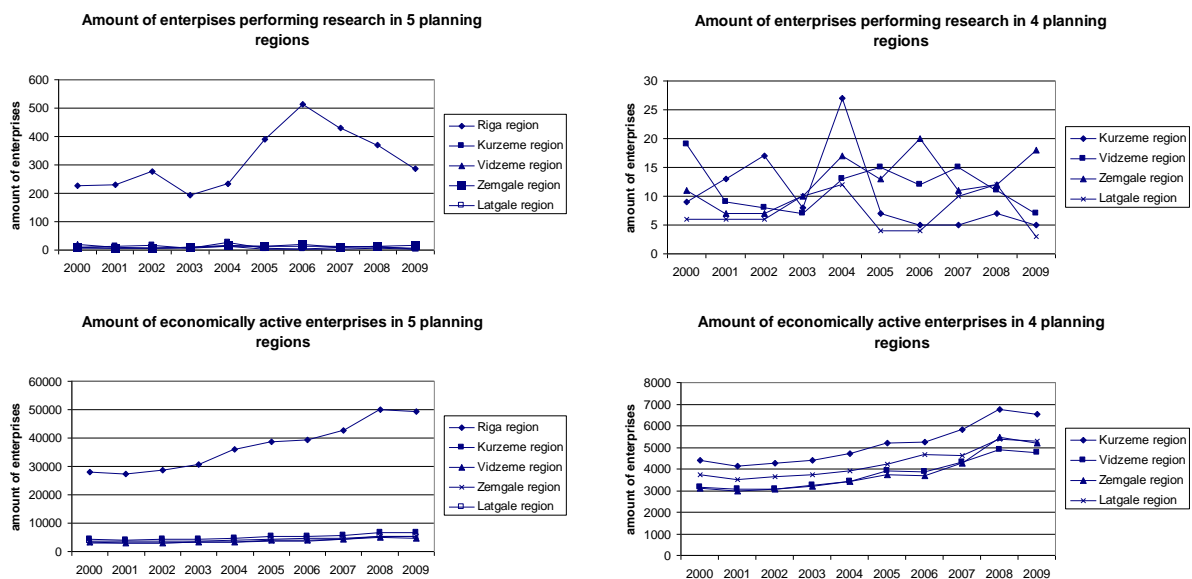 Amount of enterpises performing research in 5 planning
regions
amount of enterprises
600
500
400
300
200
100
0
2000 2001 2002 2003 2004 2005 2006 2007 2008 2009
Riga region
Kurzeme region
Vidzeme region
Zemgale region
Latgale region
Amount of enterprises performing research in 4 planning
regions
amount of enterprises
30
25
20
15
10
5
0
2000 2001 2002 2003 2004 2005 2006 2007 2008 2009
Kurzeme region
Vidzeme region
Zemgale region
Latgale region
Amount of economically active enterprises in 5 planning
regions
amount of enterprises
60000
50000
40000
30000
20000
10000
0
2000 2001 2002 2003 2004 2005 2006 2007 2008 2009
Riga region
Kurzeme region
Vidzeme region
Zemgale region
Latgale region
Amount of economically active enterprises in 4 planning
regions
amount of enterprises
8000
7000
6000
5000
4000
3000
2000
1000
0
2000 2001 2002 2003 2004 2005 2006 2007 2008 2009
Kurzeme region
Vidzeme region
Zemgale region
Latgale region